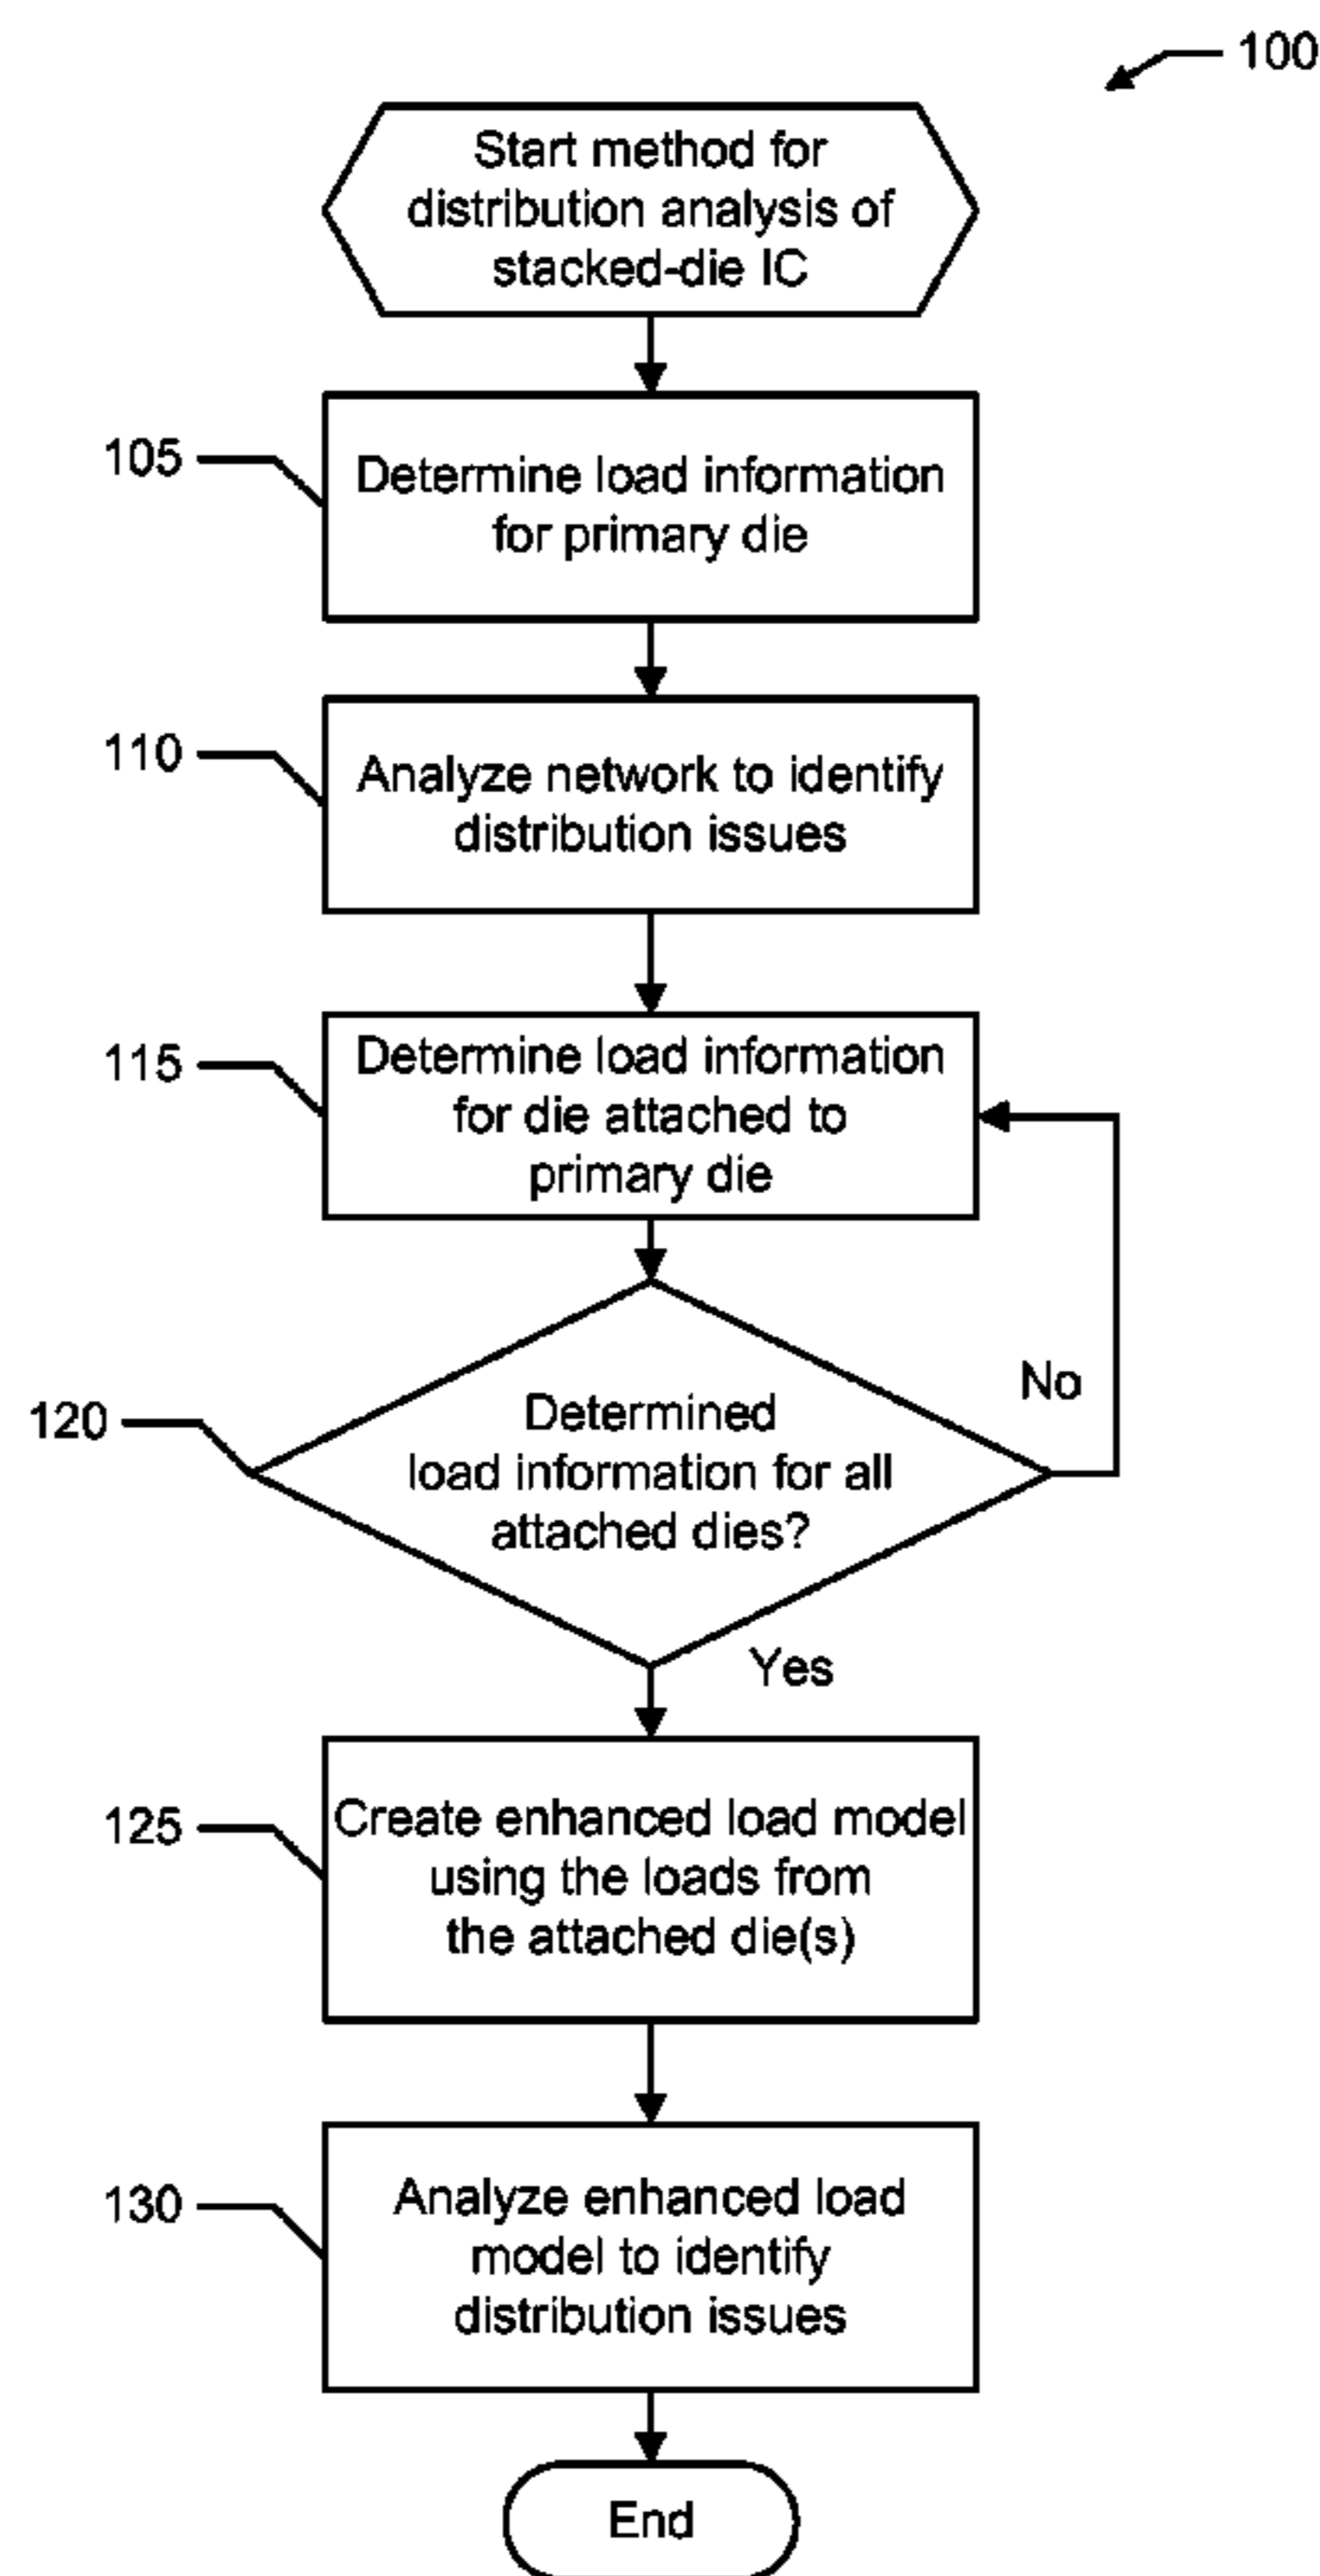 100
Start method for
distribution analysis of
stacked-die IC
105
Determine load information
for primary die
110
Analyze network to identify
distribution issues
115
Determine load information
for die attached to
primary die
120
Determined
load information for all
attached dies?
No
Yes
125
Create enhanced load model
using the loads from
the attached die(s)
130
Analyze enhanced load
model to identify
distribution issues
End